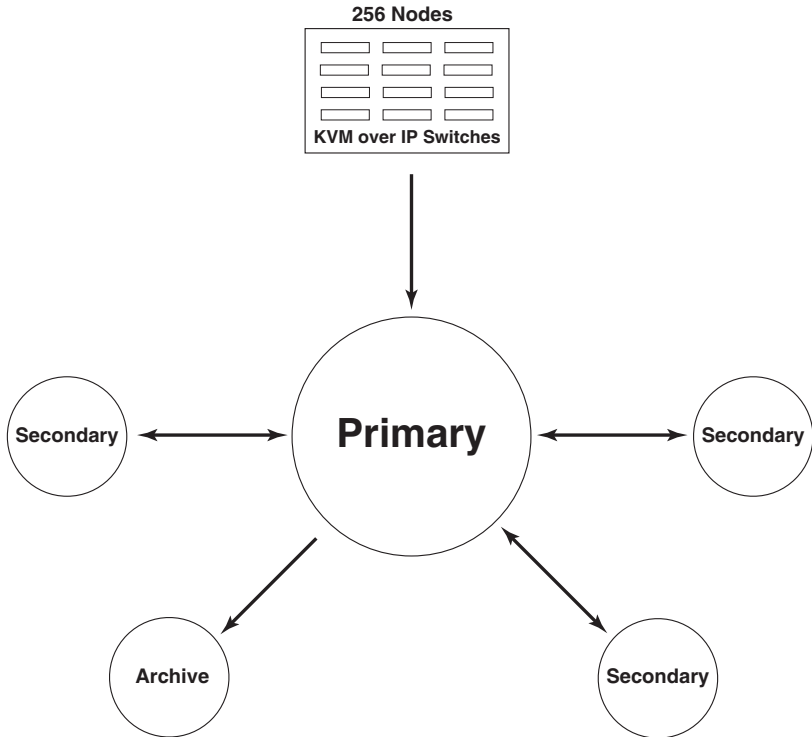 256 Nodes
KVM over IP Switches
Primary
Secondary
Secondary
Archive
Secondary